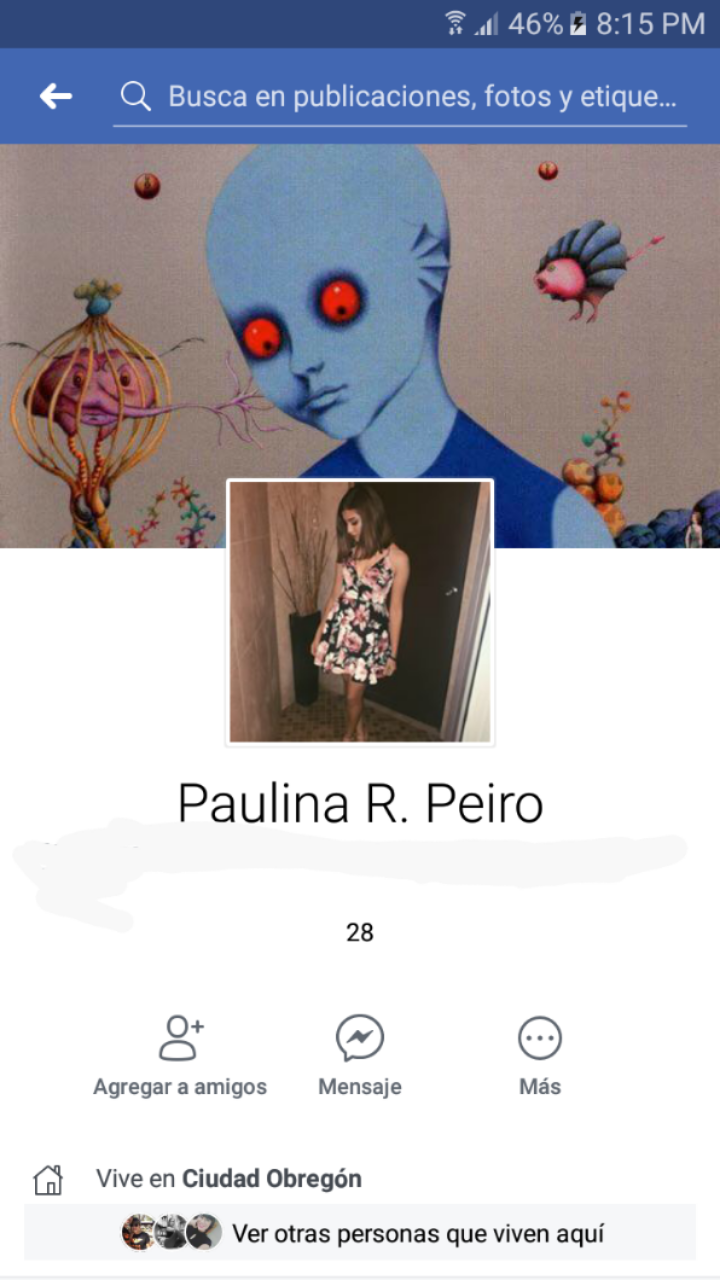 46% 8:15 PM
Busca en publicaciones, fotos y etique...
Paulina R. Peiro
28
Agregar a amigos Mensaje Más
Vive en Ciudad Obregón
Ver otras personas que viven aquí